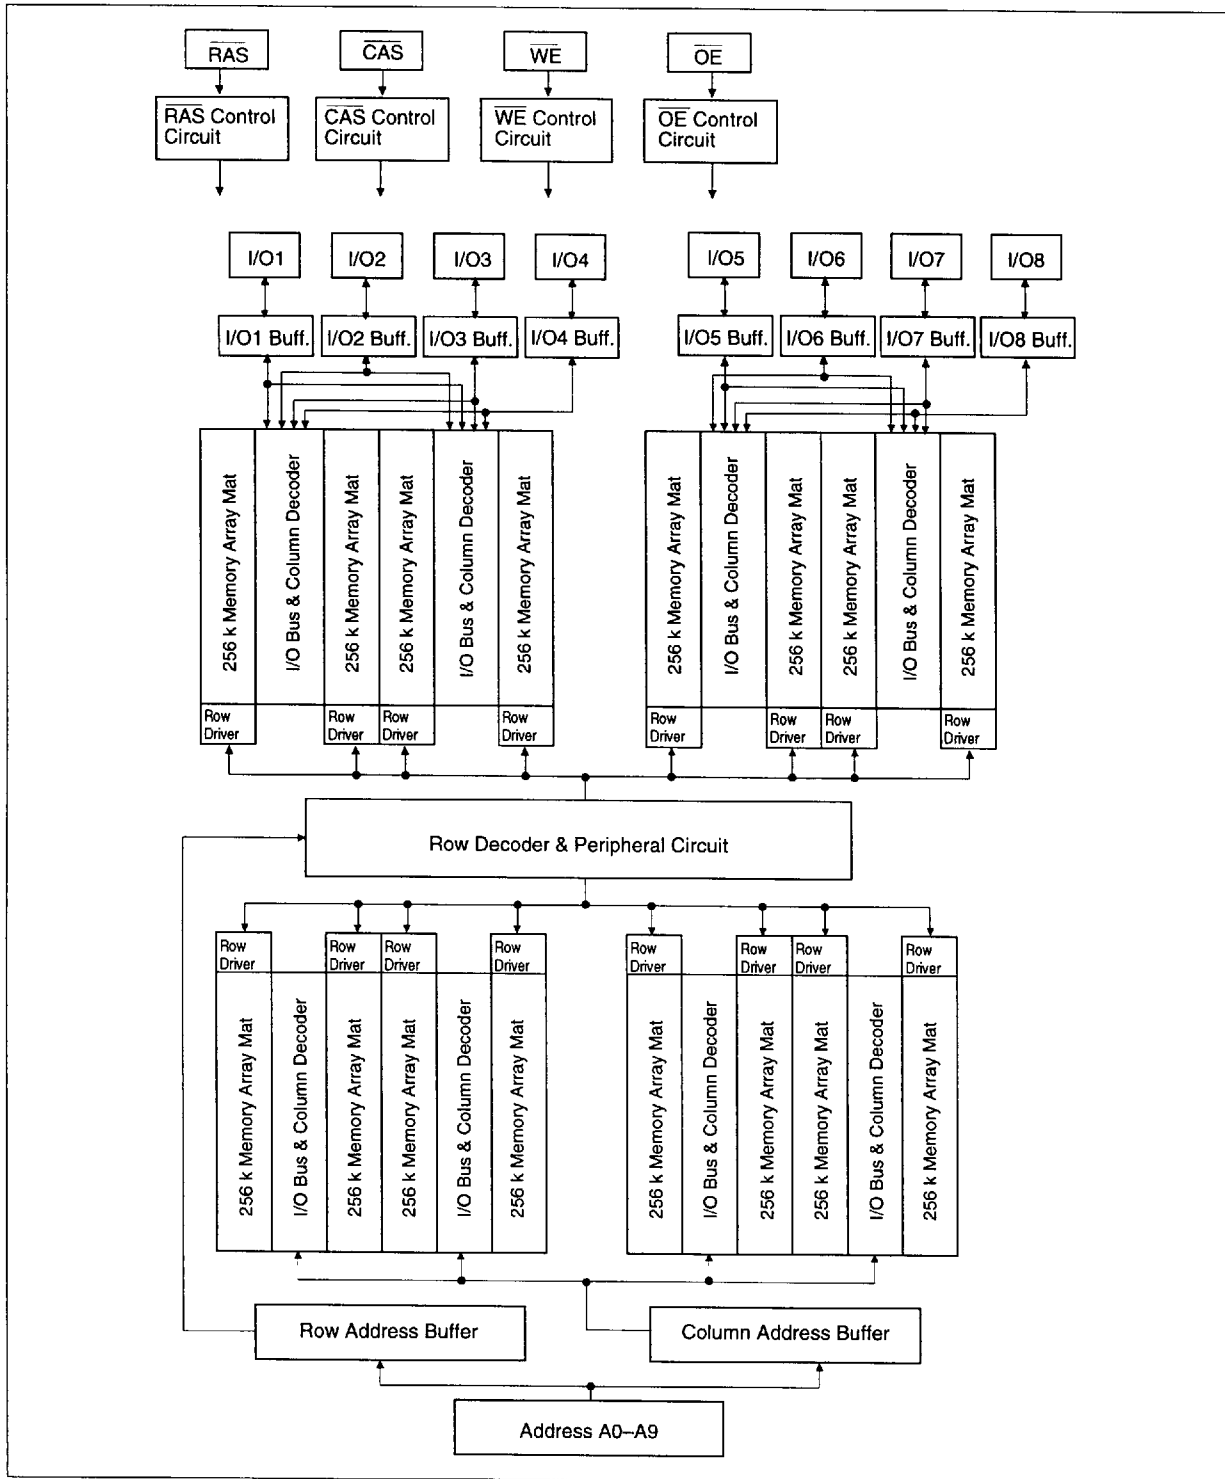 R̅A̅S̅ C̅A̅S̅ W̅E̅ O̅E̅
R̅A̅S̅ Control Circuit
C̅A̅S̅ Control Circuit
W̅E̅ Control Circuit
O̅E̅ Control Circuit
I/O1 I/O2 I/O3 I/O4 I/O5 I/O6 I/O7 I/O8
I/O1 Buff. I/O2 Buff. I/O3 Buff. I/O4 Buff. I/O5 Buff. I/O6 Buff. I/O7 Buff. I/O8 Buff.
256 k Memory Array Mat
I/O Bus & Column Decoder
256 k Memory Array Mat
256 k Memory Array Mat
I/O Bus & Column Decoder
256 k Memory Array Mat
256 k Memory Array Mat
I/O Bus & Column Decoder
256 k Memory Array Mat
256 k Memory Array Mat
I/O Bus & Column Decoder
256 k Memory Array Mat
Row Driver
Row Driver
Row Driver
Row Driver
Row Driver
Row Driver
Row Driver
Row Driver
Row Decoder & Peripheral Circuit
Row Driver
Row Driver
Row Driver
Row Driver
Row Driver
Row Driver
Row Driver
Row Driver
256 k Memory Array Mat
I/O Bus & Column Decoder
256 k Memory Array Mat
256 k Memory Array Mat
I/O Bus & Column Decoder
256 k Memory Array Mat
256 k Memory Array Mat
I/O Bus & Column Decoder
256 k Memory Array Mat
256 k Memory Array Mat
I/O Bus & Column Decoder
256 k Memory Array Mat
Row Address Buffer
Column Address Buffer
Address A0–A9